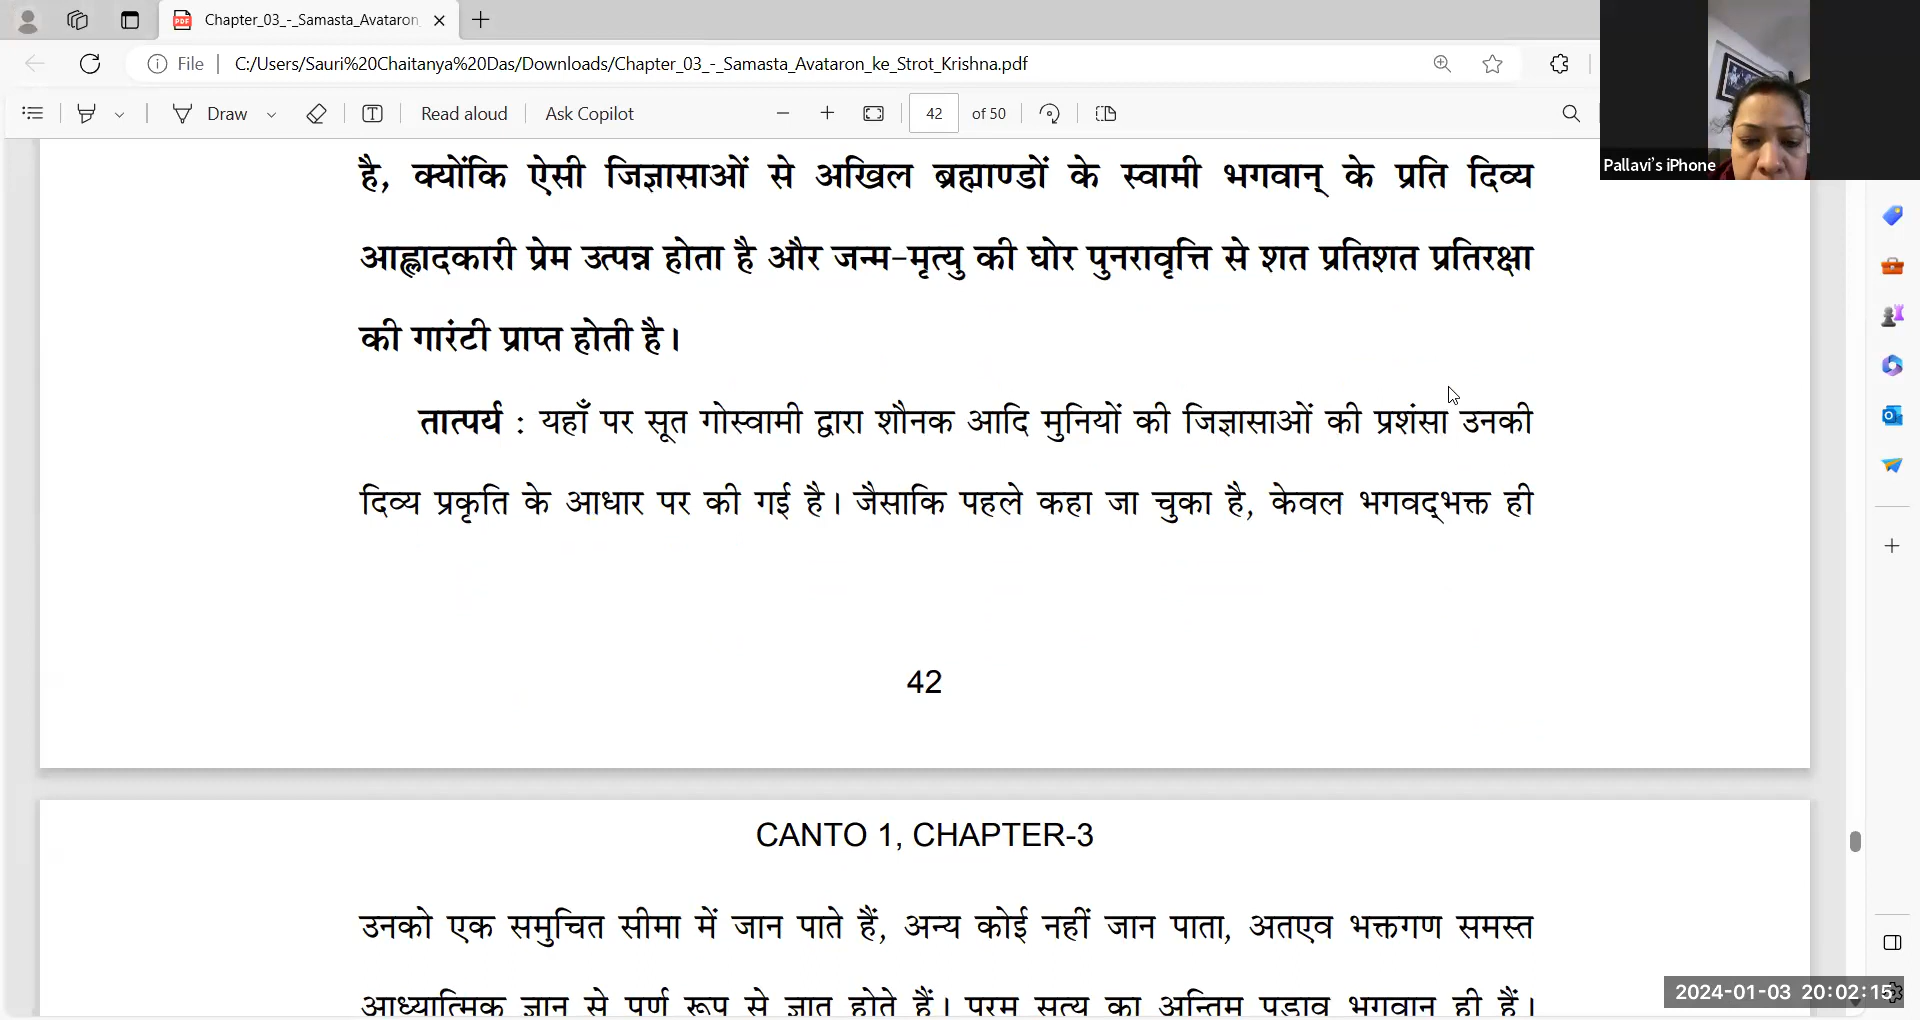 Chapter_03_-_Samasta_Avataron_
File
C:/Users/Sauri%20Chaitanya%20Das/Downloads/Chapter_03_-_Samasta_Avataron_ke_Strot_Krishna.pdf
Draw
Read aloud
Ask Copilot
42
of 50
Pallavi's iPhone
है, क्योंकि ऐसी जिज्ञासाओं से अखिल ब्रह्माण्डों के स्वामी भगवान् के प्रति दिव्य
आह्लादकारी प्रेम उत्पन्न होता है और जन्म-मृत्यु की घोर पुनरावृत्ति से शत प्रतिशत प्रतिरक्षा
की गारंटी प्राप्त होती है।
तात्पर्य : यहाँ पर सूत गोस्वामी द्वारा शौनक आदि मुनियों की जिज्ञासाओं की प्रशंसा उनकी
दिव्य प्रकृति के आधार पर की गई है। जैसाकि पहले कहा जा चुका है, केवल भगवद्भक्त ही
42
CANTO 1, CHAPTER-3
उनको एक समुचित सीमा में जान पाते हैं, अन्य कोई नहीं जान पाता, अतएव भक्तगण समस्त
आध्यात्मिक ज्ञान से पूर्ण रूप से ज्ञात होते हैं। परम सत्य का अन्तिम पड़ाव भगवान् ही हैं।
2024-01-03 20:02:15